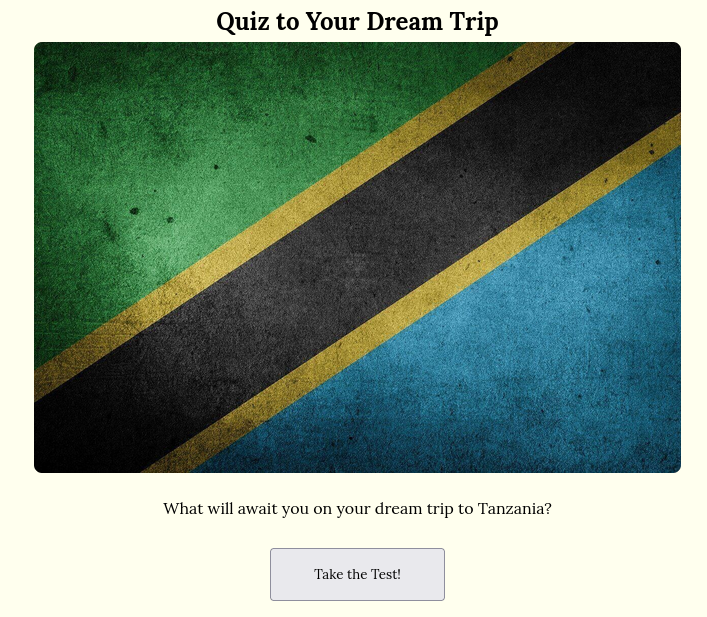 Quiz to Your Dream Trip
What will await you on your dream trip to Tanzania?
Take the Test!